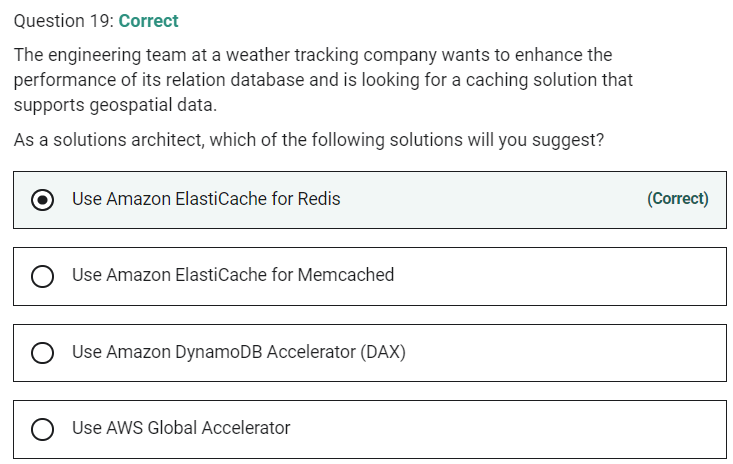 Question 19: Correct
The engineering team at a weather tracking company wants to enhance the
performance of its relation database and is looking for a caching solution that
supports geospatial data.
As a solutions architect, which of the following solutions will you suggest?
Use Amazon ElastiCache for Redis (Correct)
Use Amazon ElastiCache for Memcached
Use Amazon DynamoDB Accelerator (DAX)
Use AWS Global Accelerator